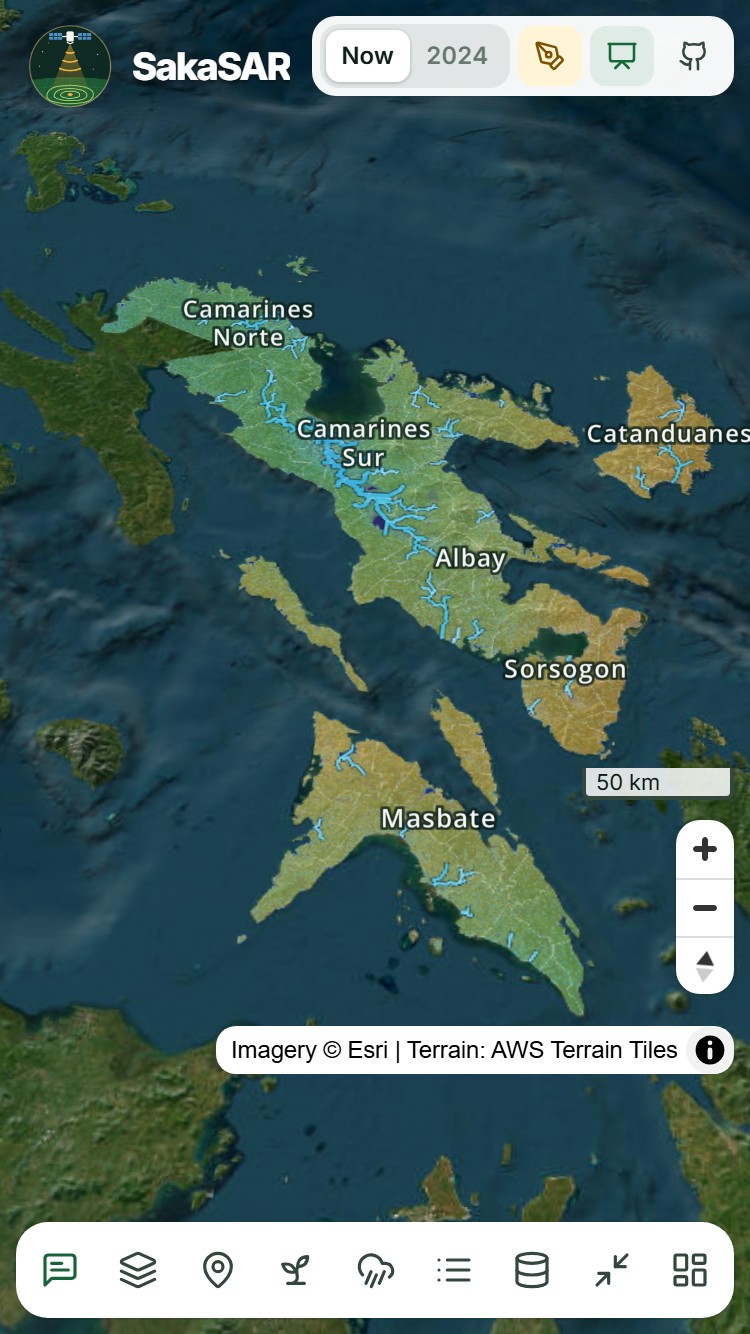 SakaSAR
Now
2024
Camarines
Norte
Camarines
Sur
Catanduanes
Albay
Sorsogon
50 km
Masbate
Imagery © Esri | Terrain: AWS Terrain Tiles